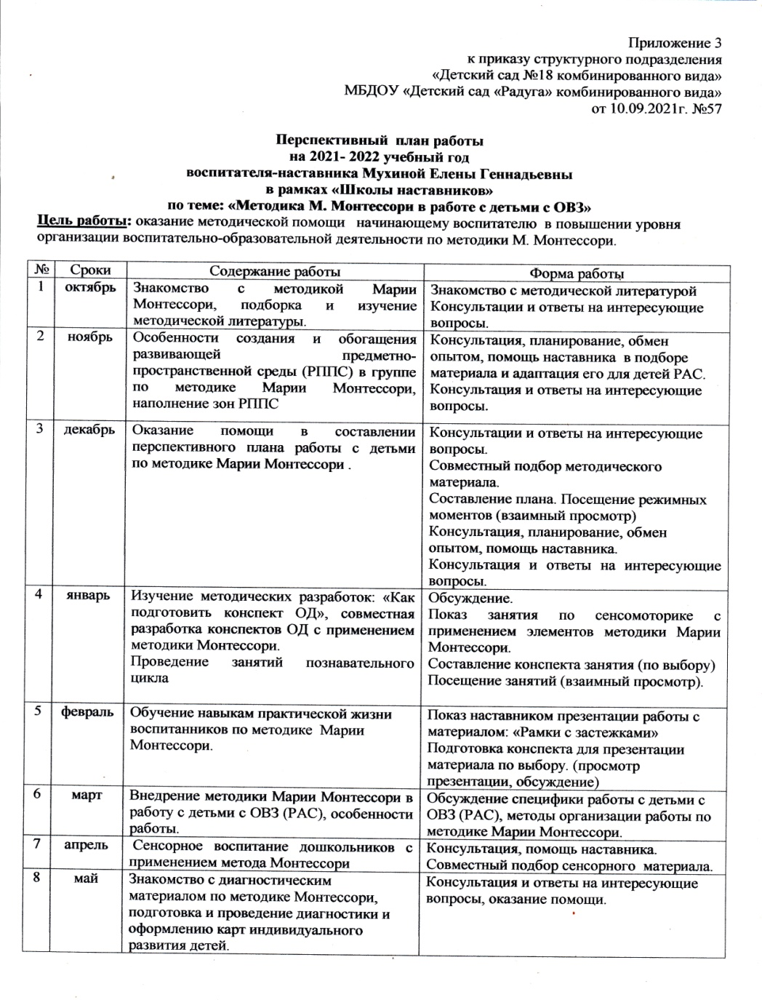 Приложение 3
к приказу структурного подразделения
«Детский сад №18 комбинированного вида»
МБДОУ «Детский сад «Радуга» комбинированного вида»
от 10.09.2021г. №57
Перспективный план работы
на 2021- 2022 учебный год
воспитателя-наставника Мухиной Елены Геннадьевны
в рамках «Школы наставников»
по теме: «Методика М. Монтессори в работе с детьми с ОВЗ»
Цель работы: оказание методической помощи начинающему воспитателю в повышении уровня
организации воспитательно-образовательной деятельности по методики М. Монтессори.
№ Сроки Содержание работы Форма работы
1 октябрь
Знакомство с методикой Марии
Монтессори, подборка и изучение
методической литературы.
Знакомство с методической литературой
Консультации и ответы на интересующие
вопросы.
2 ноябрь
Особенности создания и обогащения
развивающей предметно-
пространственной среды (РППС) в группе
по методике Марии Монтессори,
наполнение зон РППС
Консультация, планирование, обмен
опытом, помощь наставника в подборе
материала и адаптация его для детей РАС.
Консультация и ответы на интересующие
вопросы.
3 декабрь
Оказание помощи в составлении
перспективного плана работы с детьми
по методике Марии Монтессори .
Консультации и ответы на интересующие
вопросы.
Совместный подбор методического
материала.
Составление плана. Посещение режимных
моментов (взаимный просмотр)
Консультация, планирование, обмен
опытом, помощь наставника.
Консультация и ответы на интересующие
вопросы.
4 январь
Изучение методических разработок: «Как
подготовить конспект ОД», совместная
разработка конспектов ОД с применением
методики Монтессори.
Проведение занятий познавательного
цикла
Обсуждение.
Показ занятия по сенсомоторике с
применением элементов методики Марии
Монтессори.
Составление конспекта занятия (по выбору)
Посещение занятий (взаимный просмотр).
5 февраль
Обучение навыкам практической жизни
воспитанников по методике Марии
Монтессори.
Показ наставником презентации работы с
материалом: «Рамки с застежками»
Подготовка конспекта для презентации
материала по выбору. (просмотр
презентации, обсуждение)
6 март
Внедрение методики Марии Монтессори в
работу с детьми с ОВЗ (РАС), особенности
работы.
Обсуждение специфики работы с детьми с
ОВЗ (РАС), методы организации работы по
методике Марии Монтессори.
7 апрель
Сенсорное воспитание дошкольников с
применением метода Монтессори
Консультация, помощь наставника.
Совместный подбор сенсорного материала.
8 май
Знакомство с диагностическим
материалом по методике Монтессори,
подготовка и проведение диагностики и
оформлению карт индивидуального
развития детей.
Консультация и ответы на интересующие
вопросы, оказание помощи.